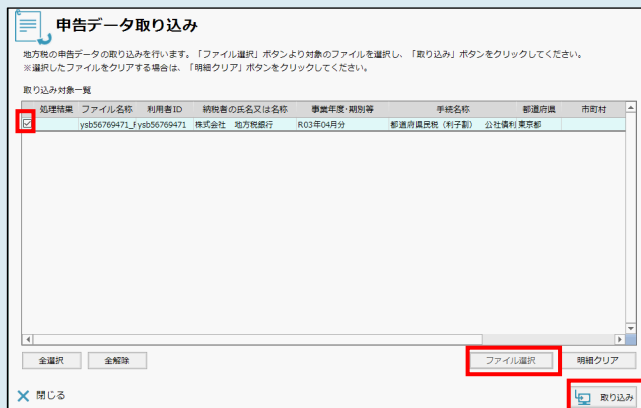 申告データ取り込み
地方税の申告データの取り込みを行います。「ファイル選択」ボタンより対象のファイルを選択し、「取り込み」ボタンをクリックしてください。
※選択したファイルをクリアする場合は、「明細クリア」ボタンをクリックしてください。
取り込み対象一覧
処理結果 ファイル名称 利用者ID 納税者の氏名又は名称 事業年度・期別等 手続名称 都道府県 市町村
ysb56769471_F ysb56769471 株式会社 地方税銀行 R03年04月分 都道府県民税（利子割） 公社債利 東京都
全選択 全解除 ファイル選択 明細クリア
閉じる 取り込み